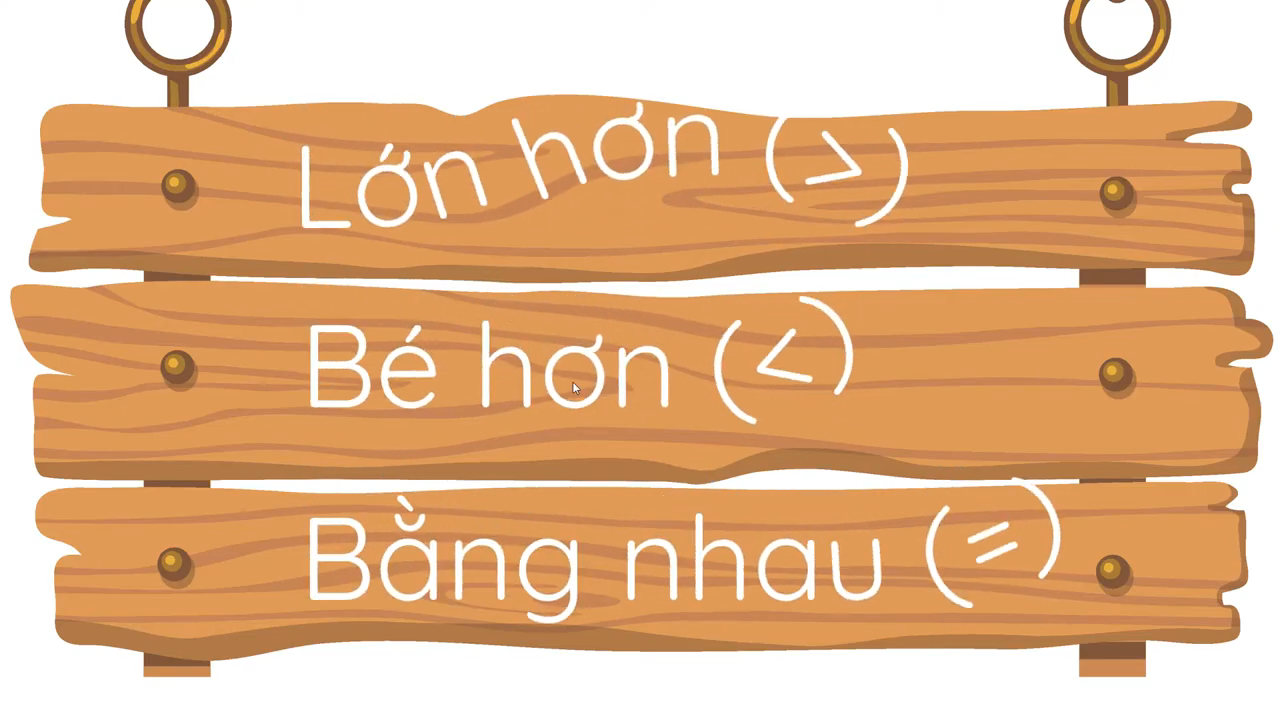 Lớn hơn (>)
Bé hơn (<)
Bằng nhau (=)